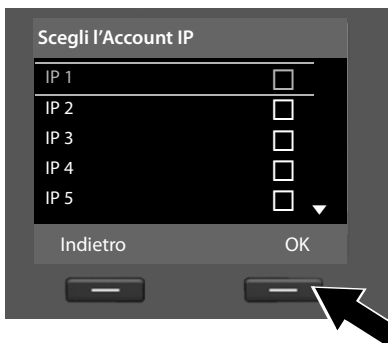 Scegli l'Account IP
IP 1
IP 2
IP 3
IP 4
IP 5
Indietro OK